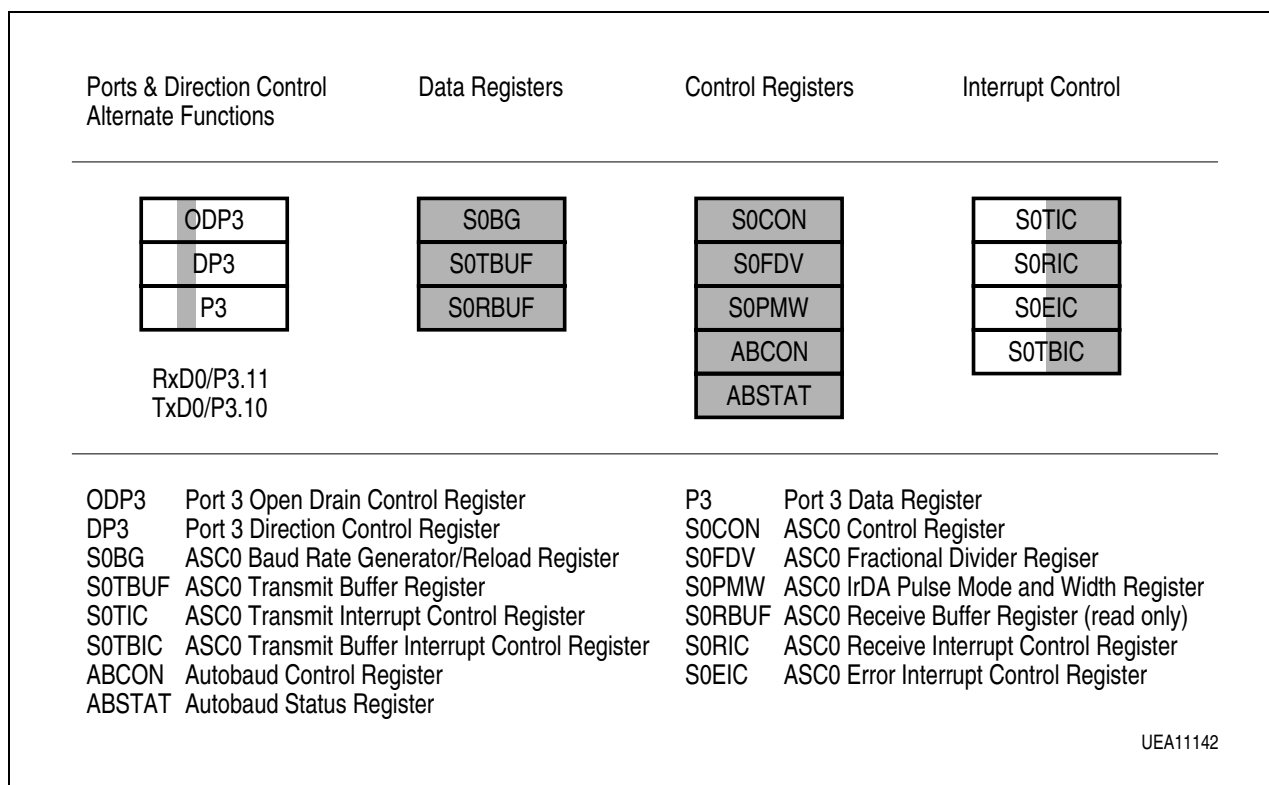 Ports & Direction Control
Alternate Functions
Data Registers
Control Registers
Interrupt Control
ODP3
DP3
P3
RxD0/P3.11
TxD0/P3.10
S0BG
S0TBUF
S0RBUF
S0CON
S0FDV
S0PMW
ABCON
ABSTAT
S0TIC
S0RIC
S0EIC
S0TBIC
ODP3 Port 3 Open Drain Control Register
DP3 Port 3 Direction Control Register
S0BG ASC0 Baud Rate Generator/Reload Register
S0TBUF ASC0 Transmit Buffer Register
S0TIC ASC0 Transmit Interrupt Control Register
S0TBIC ASC0 Transmit Buffer Interrupt Control Register
ABCON Autobaud Control Register
ABSTAT Autobaud Status Register
P3 Port 3 Data Register
S0CON ASC0 Control Register
S0FDV ASC0 Fractional Divider Regiser
S0PMW ASC0 IrDA Pulse Mode and Width Register
S0RBUF ASC0 Receive Buffer Register (read only)
S0RIC ASC0 Receive Interrupt Control Register
S0EIC ASC0 Error Interrupt Control Register
UEA11142